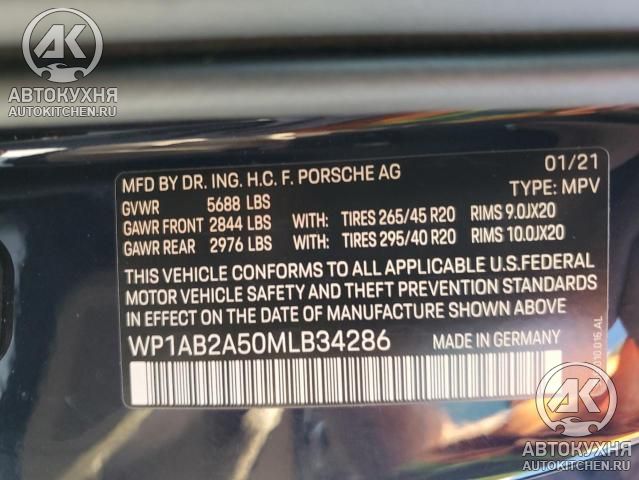 AK
АВТОКУХНЯ
AUTOKITCHEN.RU
MFD BY DR. ING. H.C. F. PORSCHE AG 01/21
GVWR 5688 LBS TYPE: MPV
GAWR FRONT 2844 LBS WITH: TIRES 265/45 R20 RIMS 9.0JX20
GAWR REAR 2976 LBS WITH: TIRES 295/40 R20 RIMS 10.0JX20
THIS VEHICLE CONFORMS TO ALL APPLICABLE U.S.FEDERAL
MOTOR VEHICLE SAFETY AND THEFT PREVENTION STANDARDS
IN EFFECT ON THE DATE OF MANUFACTURE SHOWN ABOVE
WP1AB2A50MLB34286 MADE IN GERMANY
AK
АВТОКУХНЯ
AUTOKITCHEN.RU